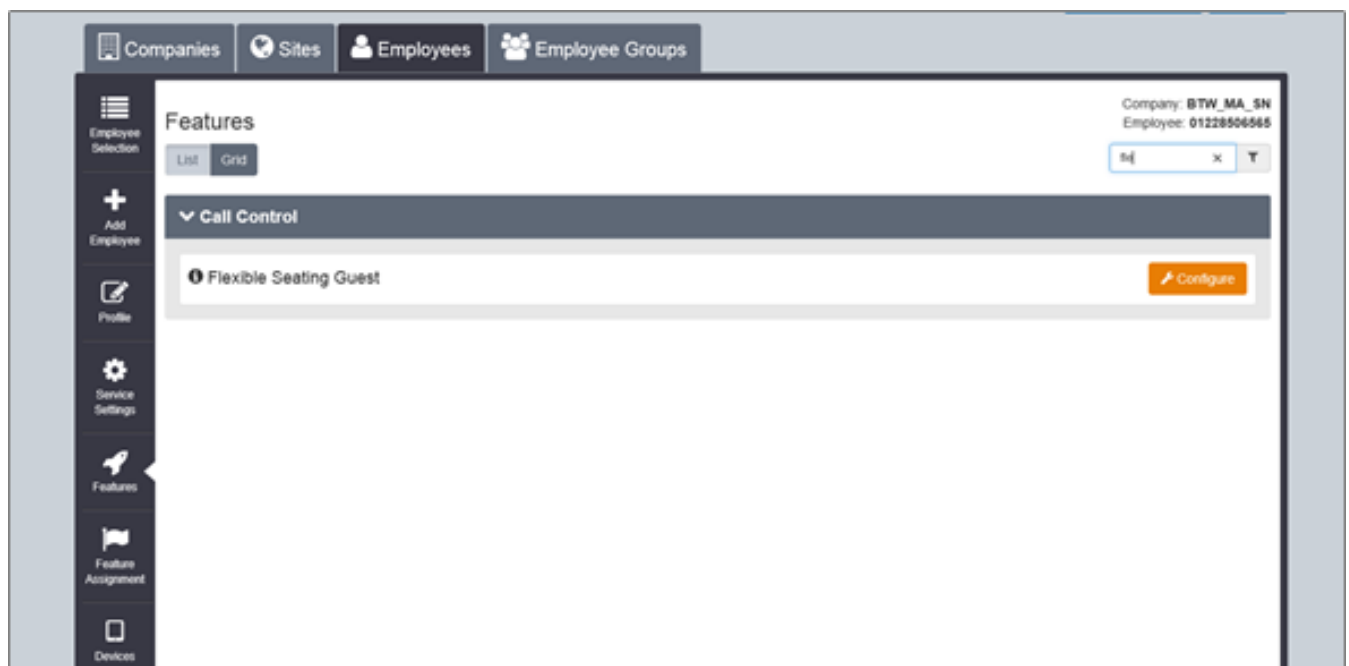 Companies
Sites
Employees
Employee Groups
Employee
Selection
Add
Employee
Profile
Service
Settings
Features
Feature
Assignment
Devices
Features
List
Grid
Company: BTW_MA_SN
Employee: 01228506565
Call Control
Flexible Seating Guest
Configure